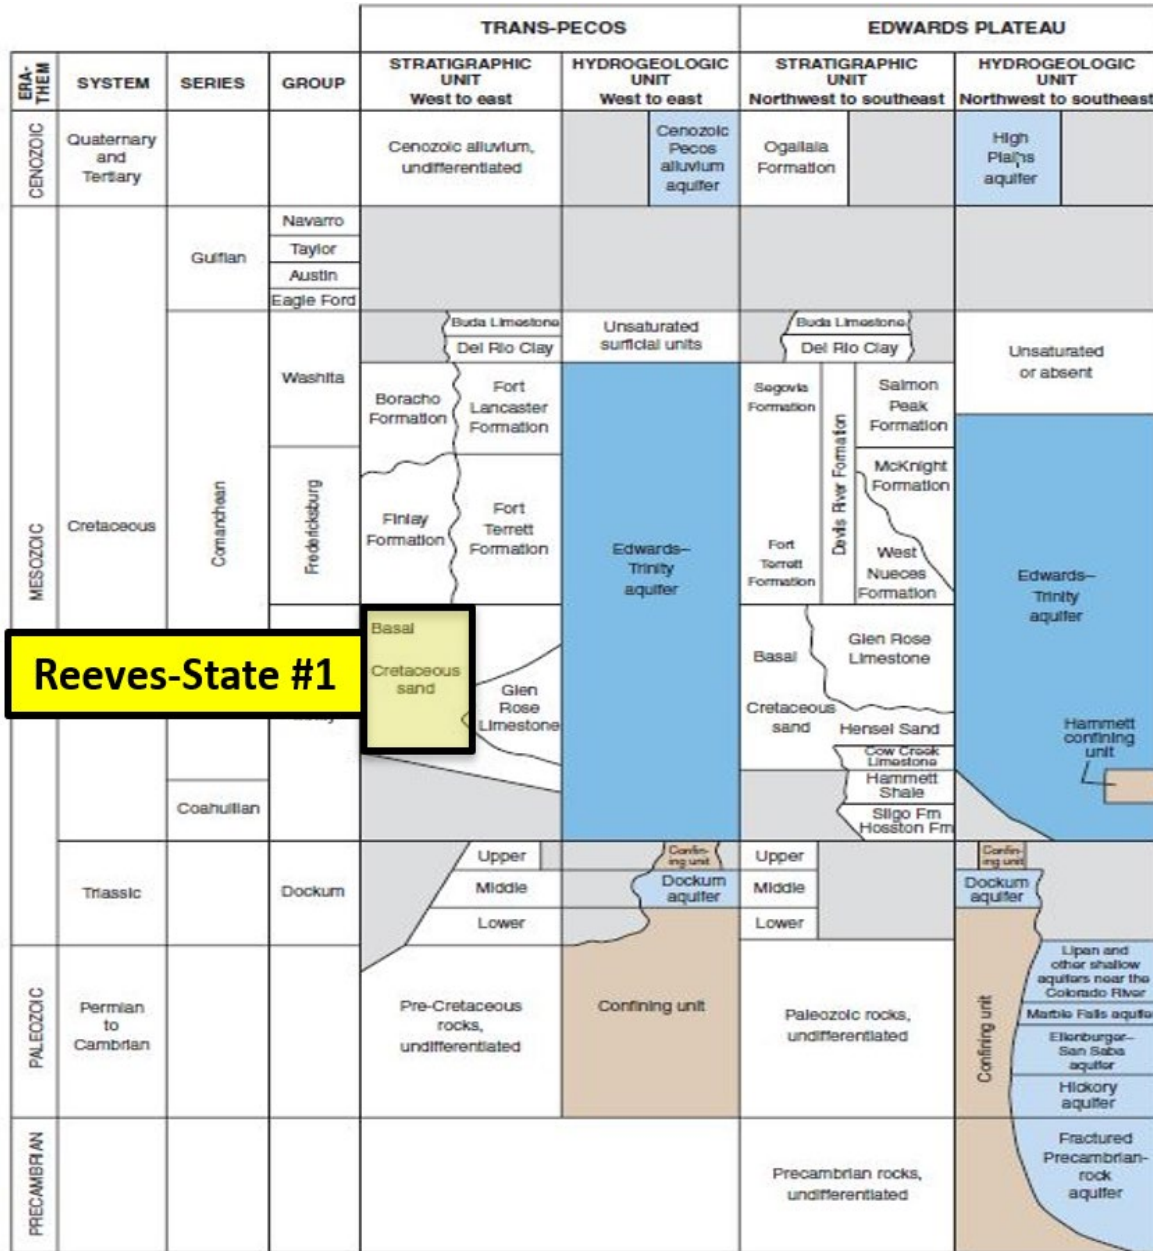 TRANS-PECOS
EDWARDS PLATEAU
ERA-
THEM
SYSTEM
SERIES
GROUP
STRATIGRAPHIC
UNIT
West to east
HYDROGEOLOGIC
UNIT
West to east
STRATIGRAPHIC
UNIT
Northwest to southeast
HYDROGEOLOGIC
UNIT
Northwest to southeast
CENOZOIC
Quaternary
and
Tertiary
Cenozoic alluvium,
undifferentiated
Cenozoic
Pecos
alluvium
aquifer
Ogallala
Formation
High
Plains
aquifer
MESOZOIC
Cretaceous
Gulfian
Navarro
Taylor
Austin
Eagle Ford
Comanchean
Washita
Buda Limestone
Del Rio Clay
Unsaturated
surficial units
Buda Limestone
Del Rio Clay
Unsaturated
or absent
Boracho
Formation
Fort
Lancaster
Formation
Segovia
Formation
Devils River Formation
Salmon
Peak
Formation
Fredericksburg
Finlay
Formation
Fort
Terrett
Formation
Edwards–
Trinity
aquifer
Fort
Terrett
Formation
McKnight
Formation
West
Nueces
Formation
Edwards–
Trinity
aquifer
Reeves-State #1
Basal
Cretaceous
sand
Glen
Rose
Limestone
Basal
Cretaceous
sand
Glen Rose
Limestone
Hensel Sand
Cow Creek
Limestone
Hammett
Shale
Sligo Fm
Hosston Fm
Hammett
confining
unit
Coahuilan
Triassic
Dockum
Upper
Middle
Lower
Confin-
ing unit
Dockum
aquifer
Upper
Middle
Lower
Confin-
ing unit
Dockum
aquifer
PALEOZOIC
Permian
to
Cambrian
Pre-Cretaceous
rocks,
undifferentiated
Confining unit
Paleozoic rocks,
undifferentiated
Confining unit
Lipan and
other shallow
aquifers near the
Colorado River
Marble Falls aquifer
Ellenburger–
San Saba
aquifer
Hickory
aquifer
PRECAMBRIAN
Precambrian rocks,
undifferentiated
Fractured
Precambrian-
rock
aquifer